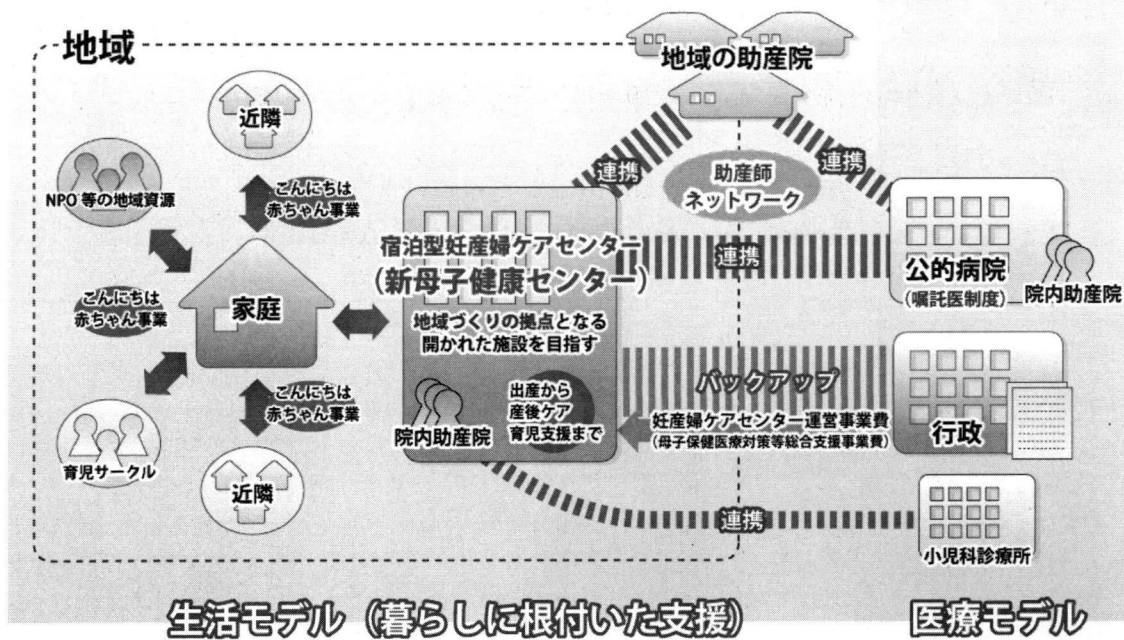 地域
地域の助産院
近隣
NPO等の地域資源
こんにちは
赤ちゃん事業
こんにちは
赤ちゃん事業
家庭
こんにちは
赤ちゃん事業
育児サークル
近隣
連携
連携
助産師
ネットワーク
宿泊型妊産婦ケアセンター
(新母子健康センター)
地域づくりの拠点となる
開かれた施設を目指す
院内助産院
出産から
産後ケア
育児支援まで
連携
公的病院
(嘱託医制度)
院内助産院
バックアップ
妊産婦ケアセンター運営事業費
(母子保健医療対策等総合支援事業費)
行政
連携
小児科診療所
生活モデル(暮らしに根付いた支援)
医療モデル